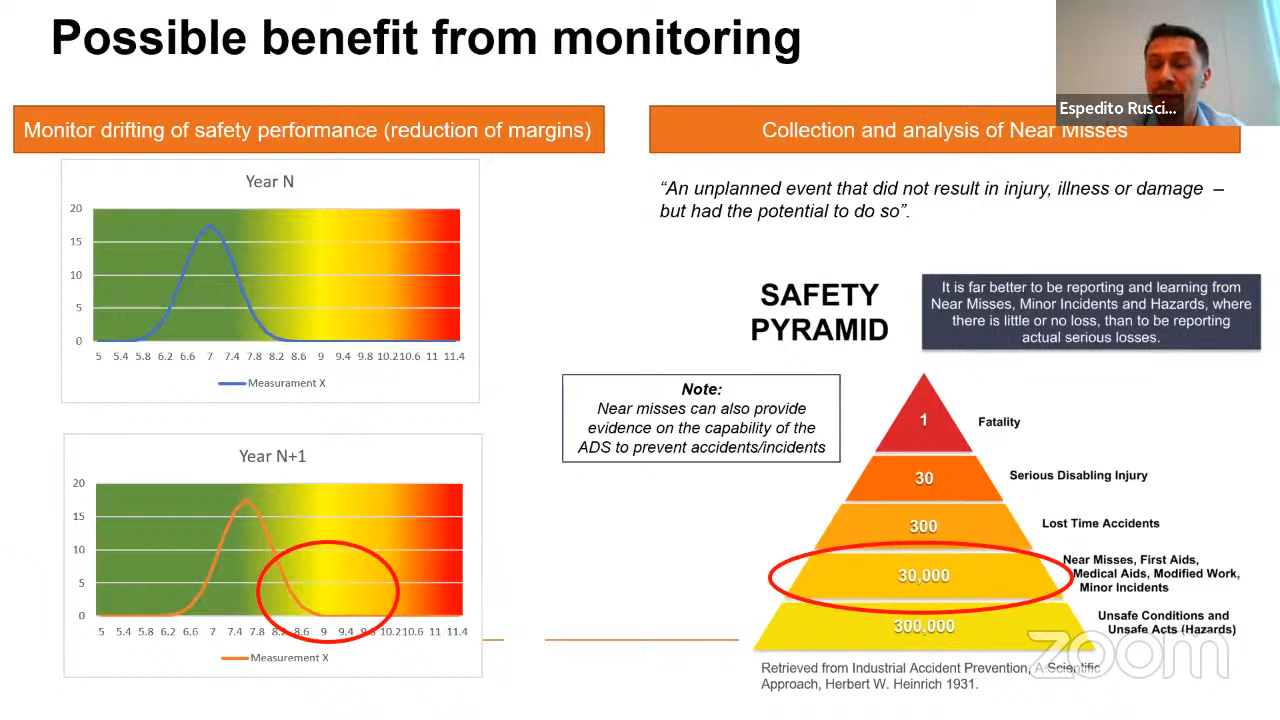 Possible benefit from monitoring
Espedito Rusci...
Monitor drifting of safety performance (reduction of margins)
Year N
20
15
10
5
0
5 5.4 5.8 6.2 6.6 7 7.4 7.8 8.2 8.6 9 9.4 9.8 10.2 10.6 11 11.4
Measurament X
Year N+1
20
15
10
5
0
5 5.4 5.8 6.2 6.6 7 7.4 7.8 8.2 8.6 9 9.4 9.8 10.2 10.6 11 11.4
Measurement X
Collection and analysis of Near Misses
“An unplanned event that did not result in injury, illness or damage –
but had the potential to do so”.
SAFETY
PYRAMID
It is far better to be reporting and learning from
Near Misses, Minor Incidents and Hazards, where
there is little or no loss, than to be reporting
actual serious losses.
Note:
Near misses can also provide
evidence on the capability of the
ADS to prevent accidents/incidents
1
Fatality
30
Serious Disabling Injury
300
Lost Time Accidents
30,000
Near Misses, First Aids,
Medical Aids, Modified Work,
Minor Incidents
300,000
Unsafe Conditions and
Unsafe Acts (Hazards)
Retrieved from Industrial Accident Prevention, A Scientific
Approach, Herbert W. Heinrich 1931.
zoom